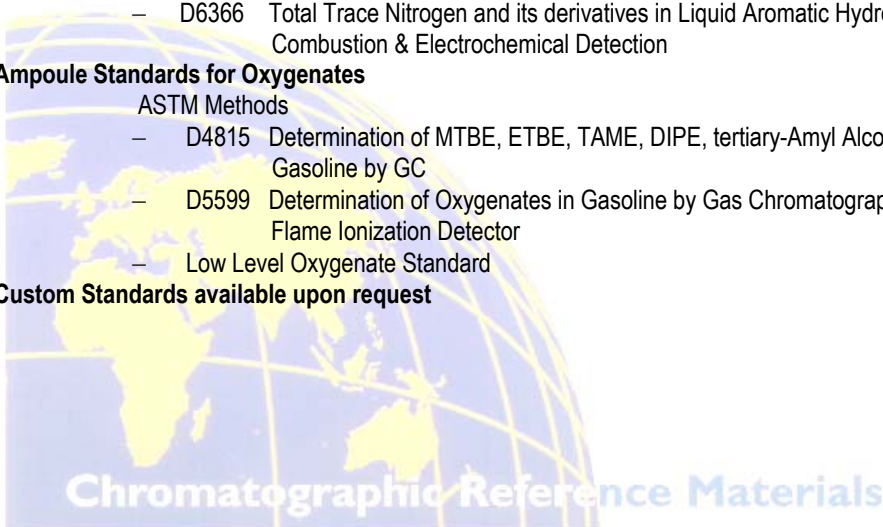 – D6366 Total Trace Nitrogen and its derivatives in Liquid Aromatic Hydro
Combustion & Electrochemical Detection
Ampoule Standards for Oxygenates
ASTM Methods
– D4815 Determination of MTBE, ETBE, TAME, DIPE, tertiary-Amyl Alco
Gasoline by GC
– D5599 Determination of Oxygenates in Gasoline by Gas Chromatograp
Flame Ionization Detector
– Low Level Oxygenate Standard
Custom Standards available upon request
Chromatographic Reference Materials